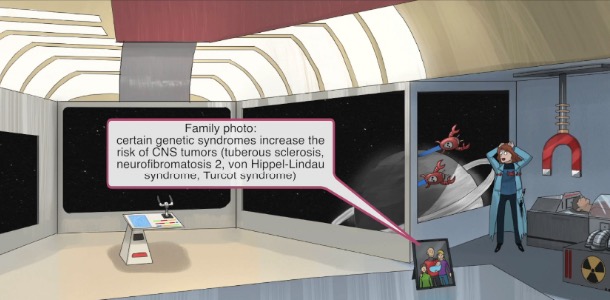 Family photo:
certain genetic syndromes increase the
risk of CNS tumors (tuberous sclerosis,
neurofibromatosis 2, von Hippel-Lindau
syndrome, Turcot syndrome)